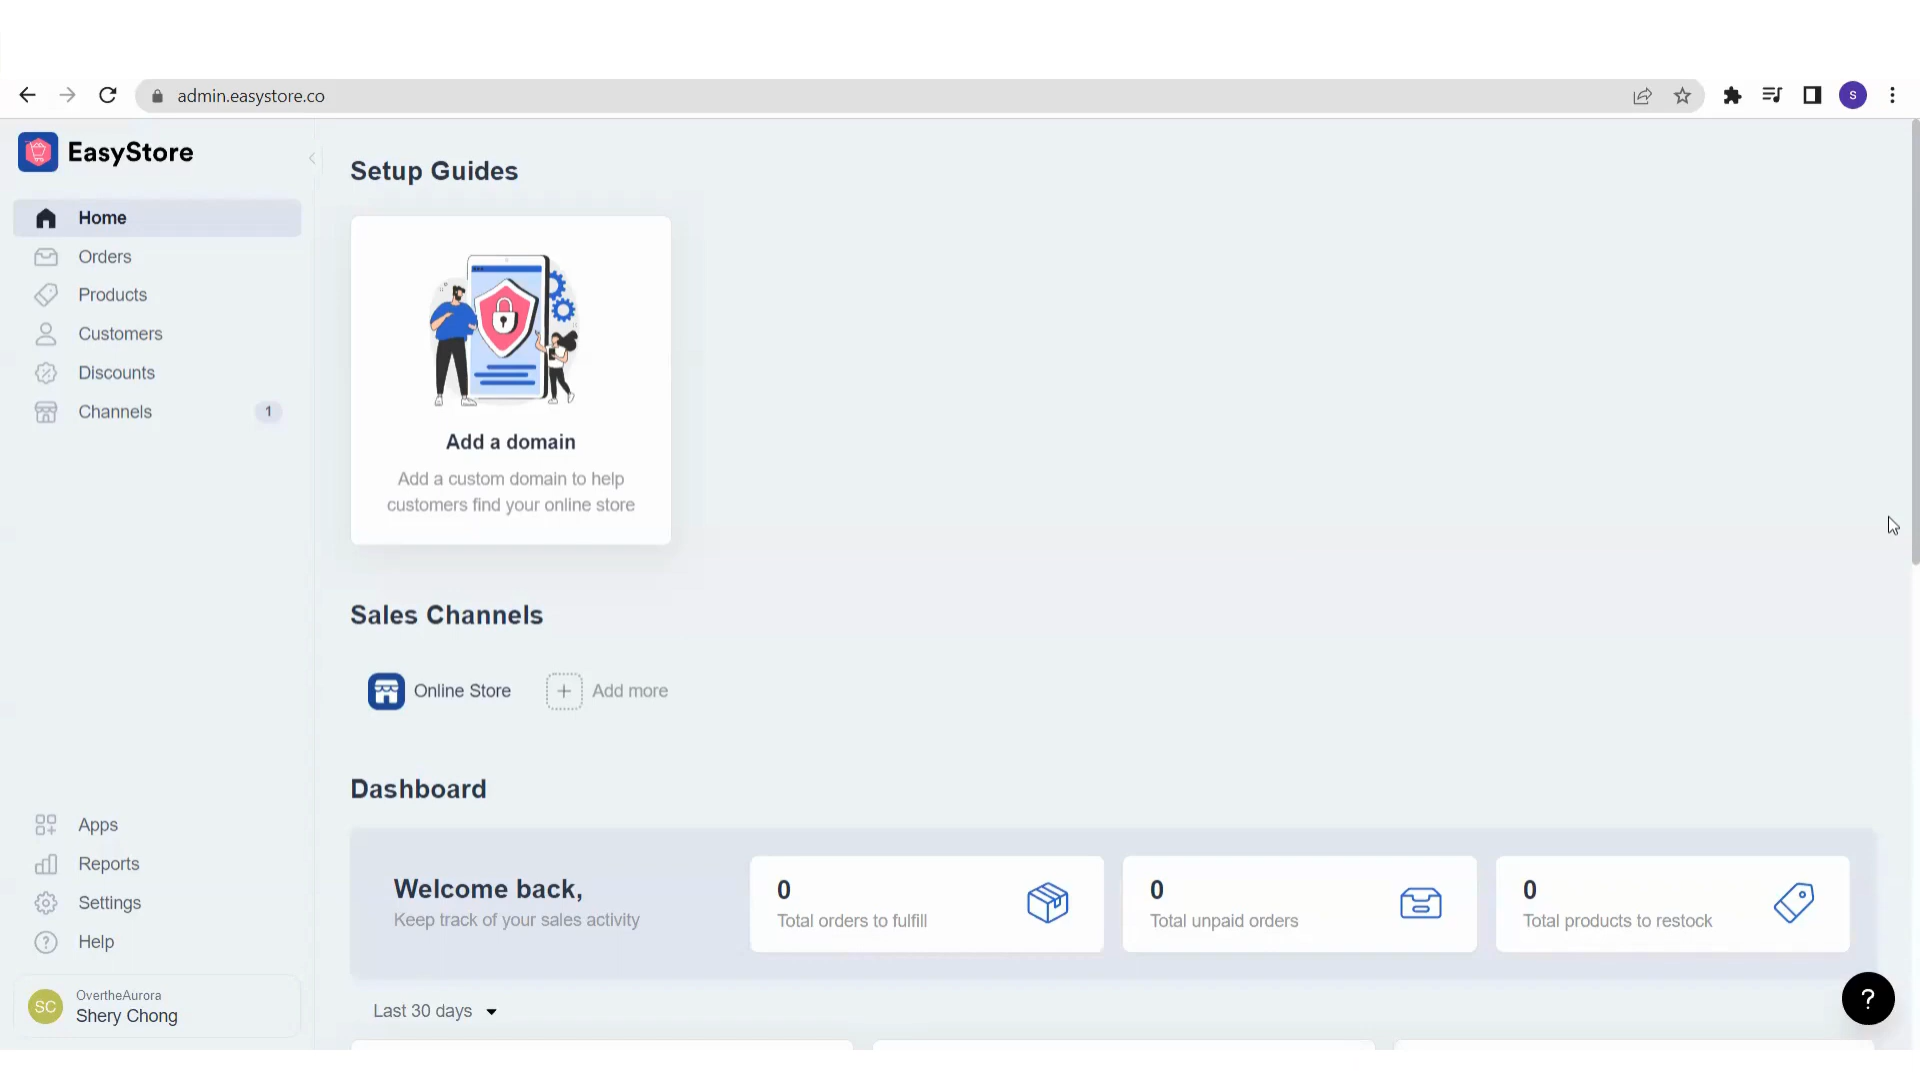 admin.easystore.co
S
EasyStore
Home
Orders
Products
Customers
Discounts
Channels
1
Apps
Reports
Settings
Help
SC
OvertheAurora
Shery Chong
Setup Guides
Add a domain
Add a custom domain to help
customers find your online store
Sales Channels
Online Store
+ Add more
Dashboard
Welcome back,
Keep track of your sales activity
0
Total orders to fulfill
0
Total unpaid orders
0
Total products to restock
Last 30 days
?